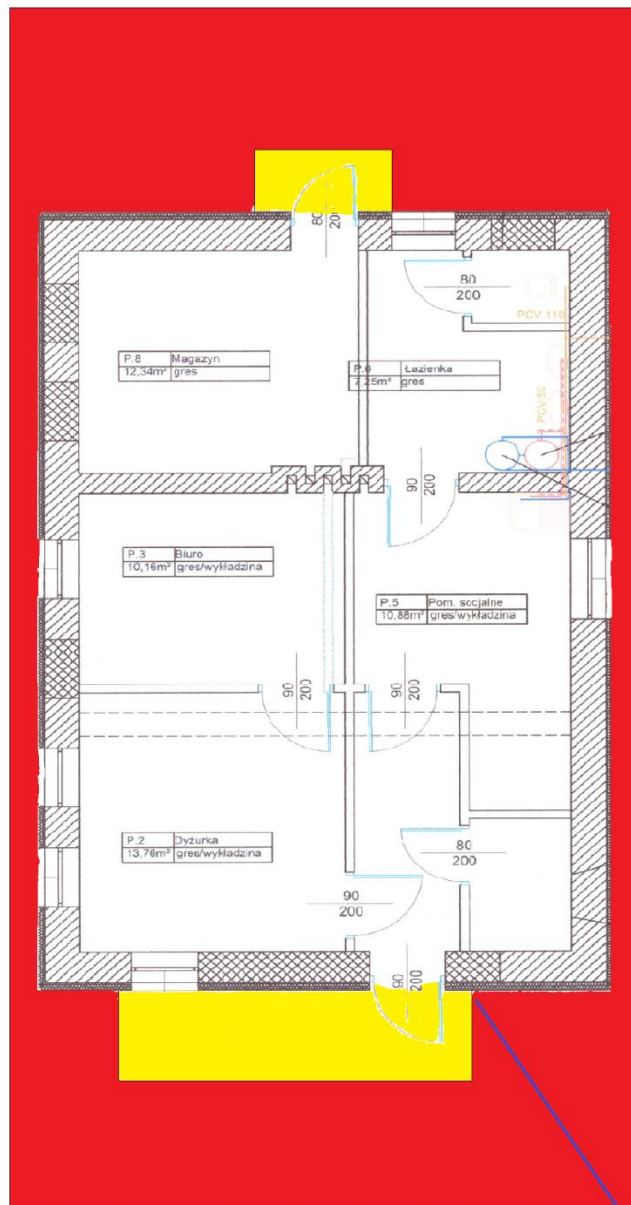 80
200
80
200
PCV 110
P.8 Magazyn
12,34m² gres
P.6 Łazienka
7,25m² gres
PCV 50
90
200
P.3 Biuro
10,16m² gres/wykładzina
P.5 Pom. socjalne
10,88m² gres/wykładzina
90
200
90
200
P.2 Dyżurka
13,76m² gres/wykładzina
80
200
90
200
90
200